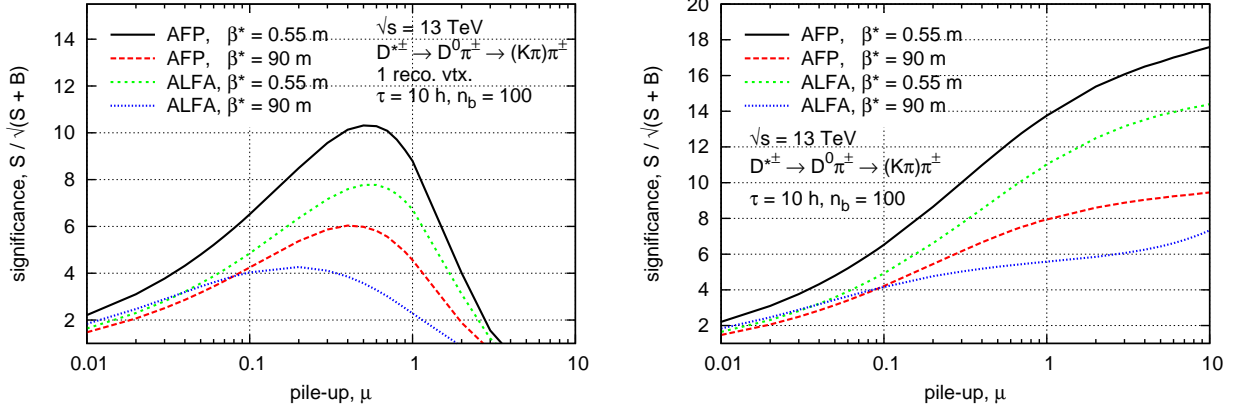 14
12
10
8
6
4
2
0.01
0.1
1
10
significance, S / √(S + B)
pile-up, μ
AFP, β* = 0.55 m
AFP, β* = 90 m
ALFA, β* = 0.55 m
ALFA, β* = 90 m
√s = 13 TeV
D*± → D⁰π± → (Kπ)π±
1 reco. vtx.
τ = 10 h, n_b = 100
20
18
16
14
12
10
8
6
4
2
0.01
0.1
1
10
significance, S / √(S + B)
pile-up, μ
AFP, β* = 0.55 m
AFP, β* = 90 m
ALFA, β* = 0.55 m
ALFA, β* = 90 m
√s = 13 TeV
D*± → D⁰π± → (Kπ)π±
τ = 10 h, n_b = 100